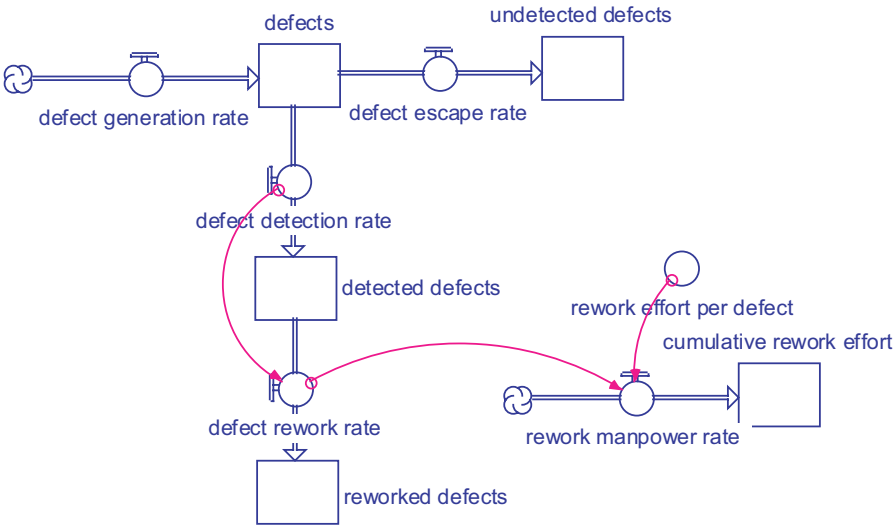 undetected defects
defects
defect generation rate
defect escape rate
defect detection rate
detected defects
rework effort per defect
cumulative rework effort
defect rework rate
rework manpower rate
reworked defects